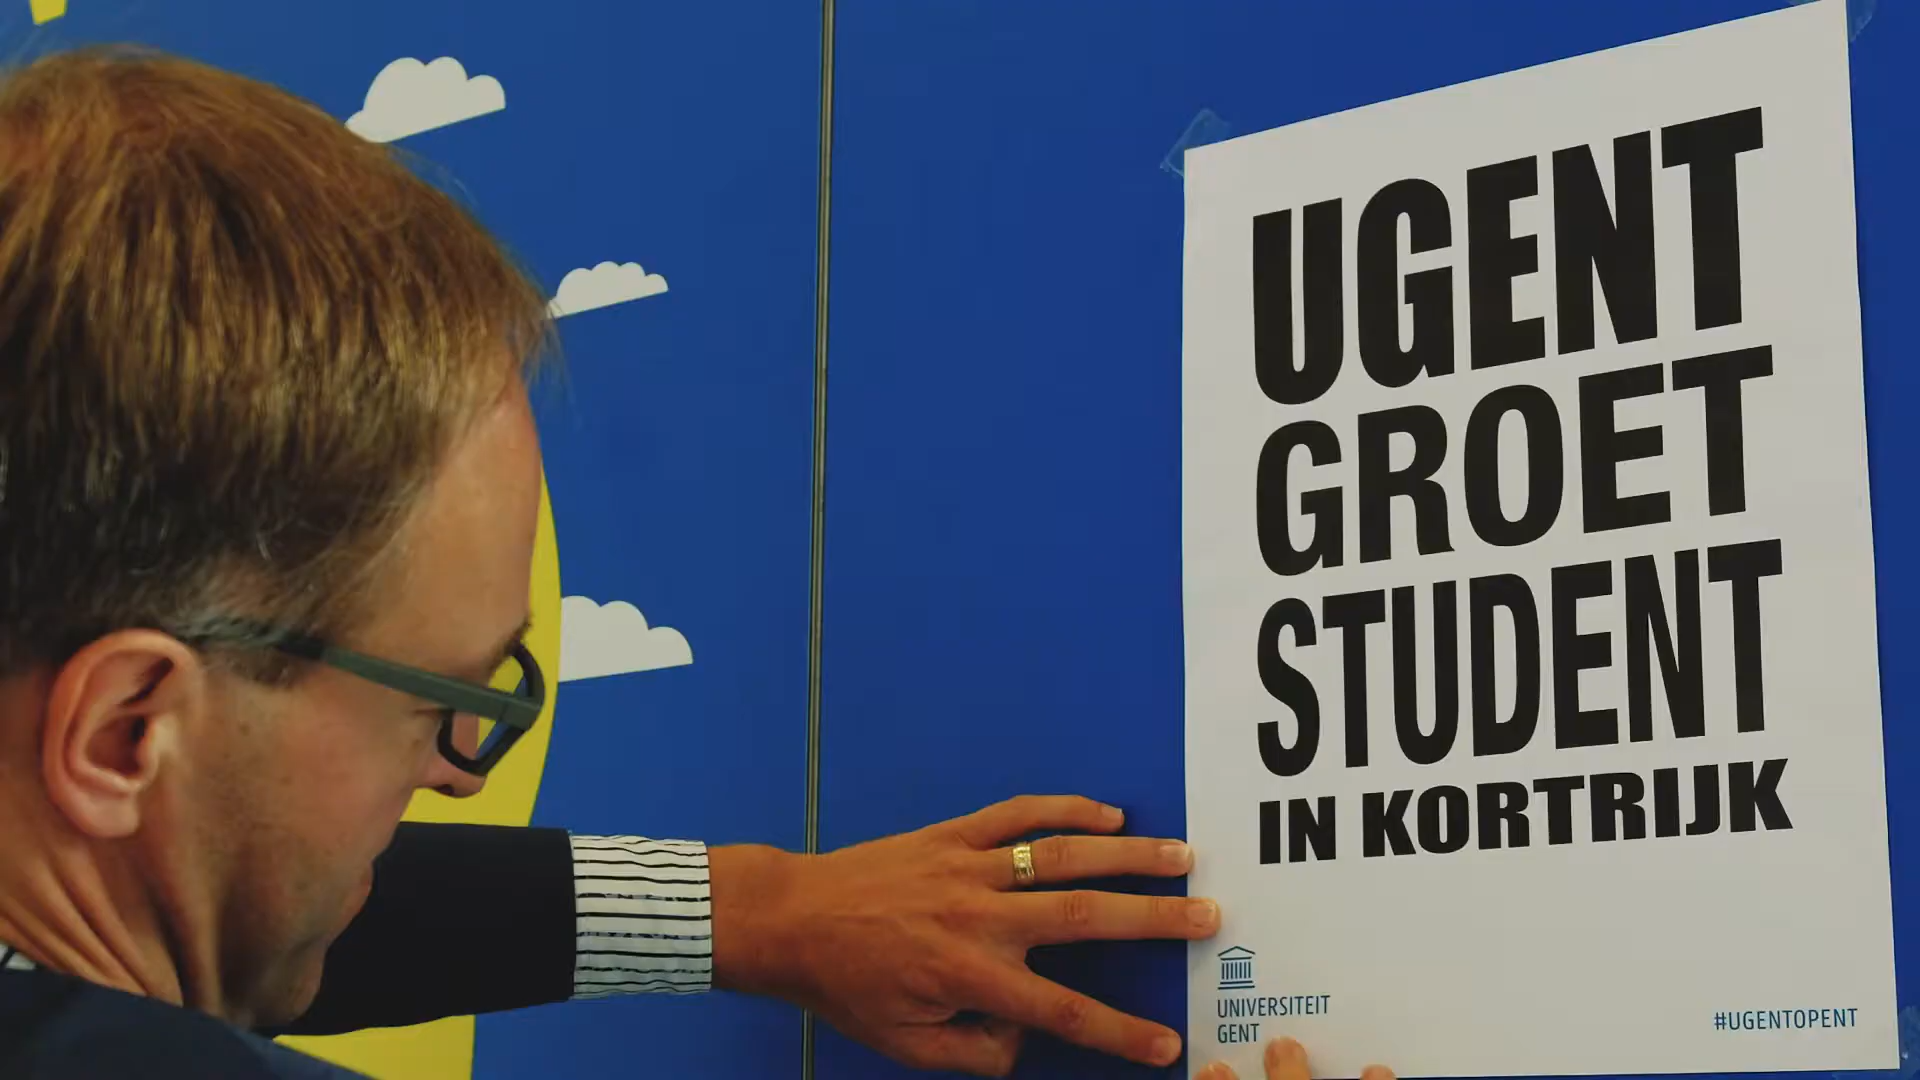 UGENT
GROET
STUDENT
IN KORTRIJK
UNIVERSITEIT
GENT
#UGENTOPENT